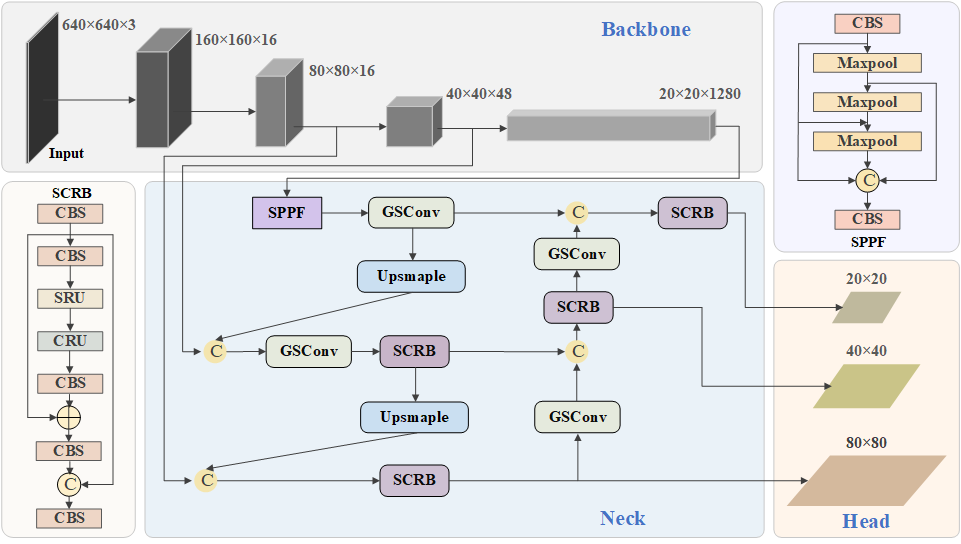 Backbone
640×640×3
160×160×16
80×80×16
40×40×48
20×20×1280
Input
CBS
Maxpool
Maxpool
Maxpool
C
CBS
SPPF
SCRB
CBS
CBS
SRU
CRU
CBS
CBS
C
CBS
SPPF
GSConv
C
SCRB
Upsmaple
GSConv
SCRB
C
GSConv
SCRB
C
Upsmaple
GSConv
C
SCRB
Neck
20×20
40×40
80×80
Head